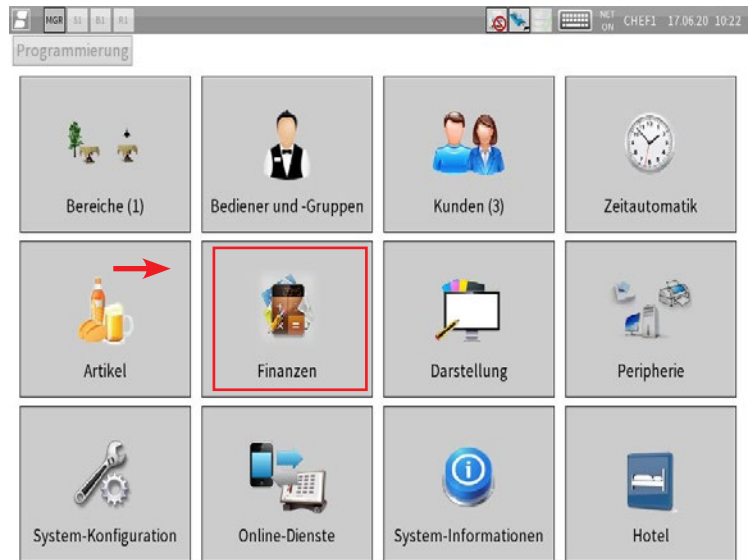 MGR S1 B1 R1 NET ON CHEF1 17.06.20 10:22
Programmierung
Bereiche (1) Bediener und -Gruppen Kunden (3) Zeitautomatik
Artikel Finanzen Darstellung Peripherie
System-Konfiguration Online-Dienste System-Informationen Hotel